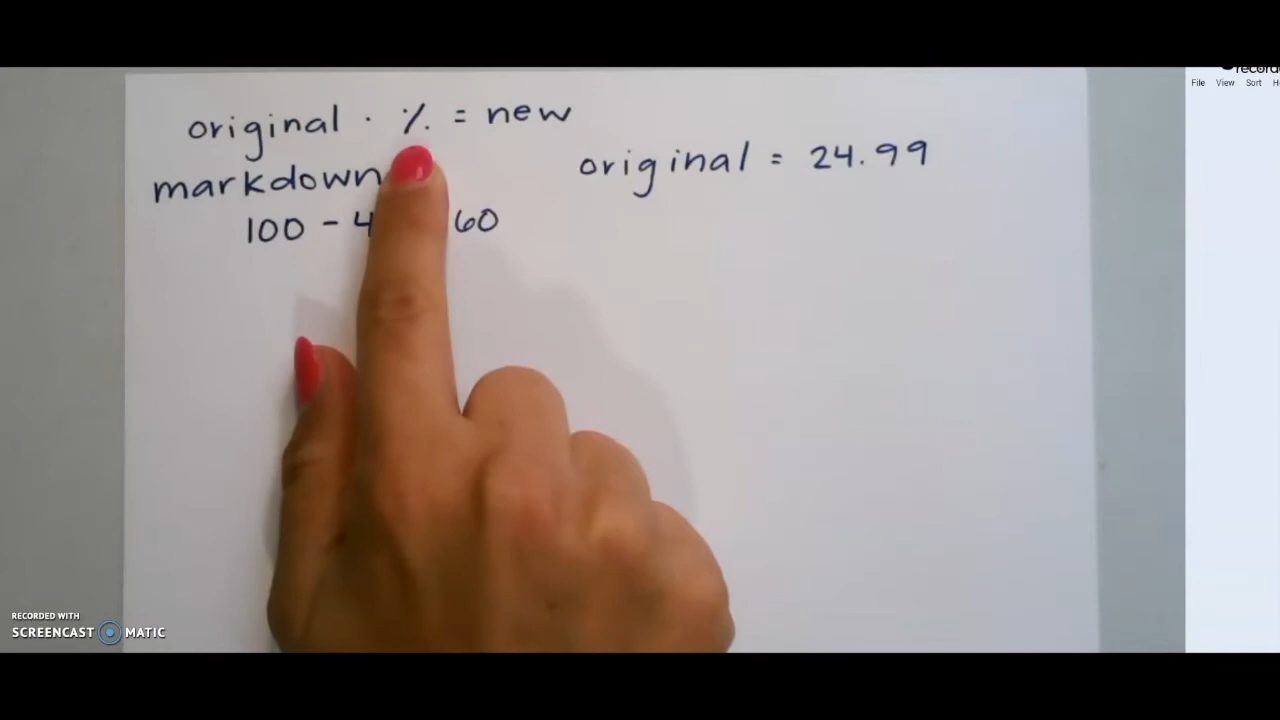 original · % = new
markdown
original = 24.99
100 - 4 60
File View Sort
RECORDED WITH
SCREENCAST MATIC